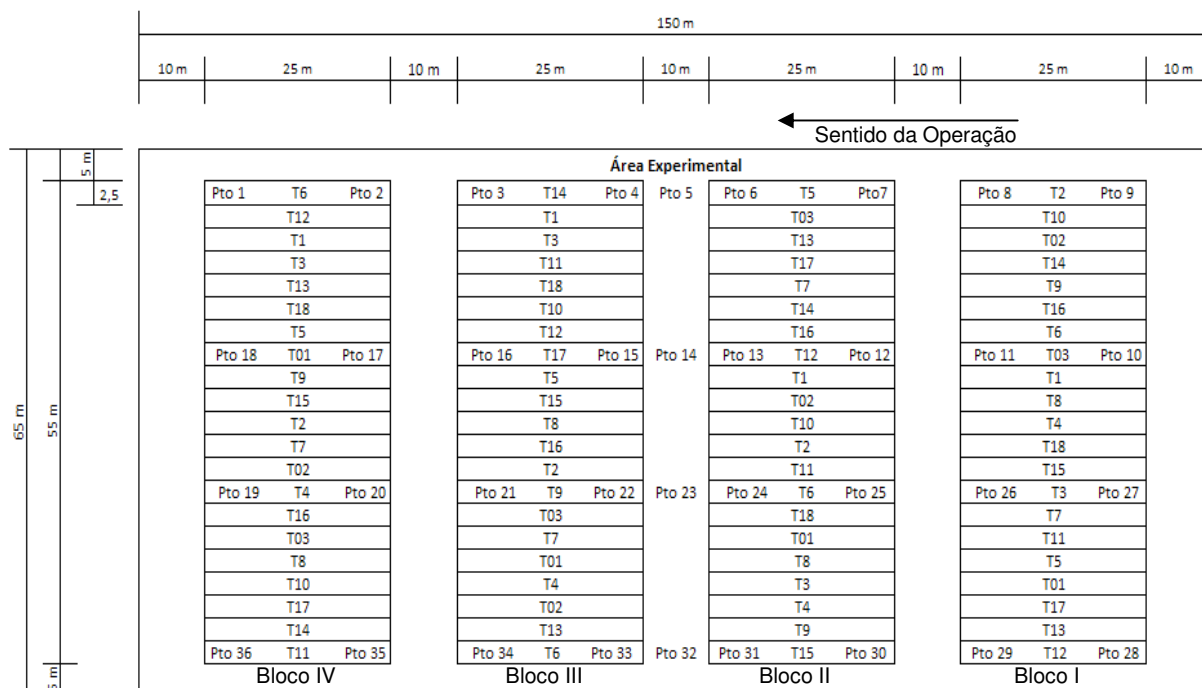 150 m
10 m 25 m 10 m 25 m 10 m 25 m 10 m 25 m 10 m
Sentido da Operação
5 m
Área Experimental
2,5 Pto 1 T6 Pto 2 Pto 3 T14 Pto 4 Pto 5 Pto 6 T5 Pto7 Pto 8 T2 Pto 9
T12 T1 T03 T10
T1 T3 T13 T02
T3 T11 T17 T14
T13 T18 T7 T9
T18 T10 T14 T16
T5 T12 T16 T6
Pto 18 T01 Pto 17 Pto 16 T17 Pto 15 Pto 14 Pto 13 T12 Pto 12 Pto 11 T03 Pto 10
T9 T5 T1 T1
T15 T15 T02 T8
65 m 55 m T2 T8 T10 T4
T7 T16 T2 T18
T02 T2 T11 T15
Pto 19 T4 Pto 20 Pto 21 T9 Pto 22 Pto 23 Pto 24 T6 Pto 25 Pto 26 T3 Pto 27
T16 T03 T18 T7
T03 T7 T01 T11
T8 T01 T8 T5
T10 T4 T3 T01
T17 T02 T4 T17
T14 T13 T9 T13
Pto 36 T11 Pto 35 Pto 34 T6 Pto 33 Pto 32 Pto 31 T15 Pto 30 Pto 29 T12 Pto 28
Bloco IV Bloco III Bloco II Bloco I